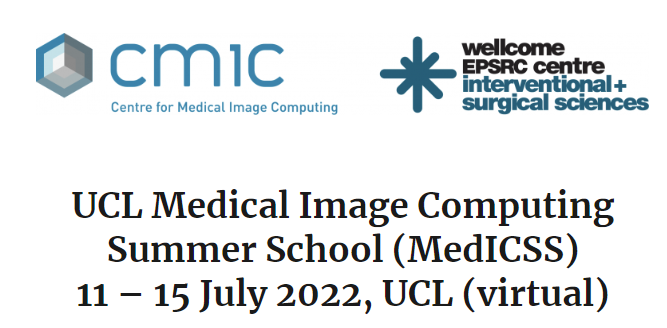 cmic
Centre for Medical Image Computing
wellcome
EPSRC centre
interventional+
surgical sciences
UCL Medical Image Computing
Summer School (MedICSS)
11 – 15 July 2022, UCL (virtual)